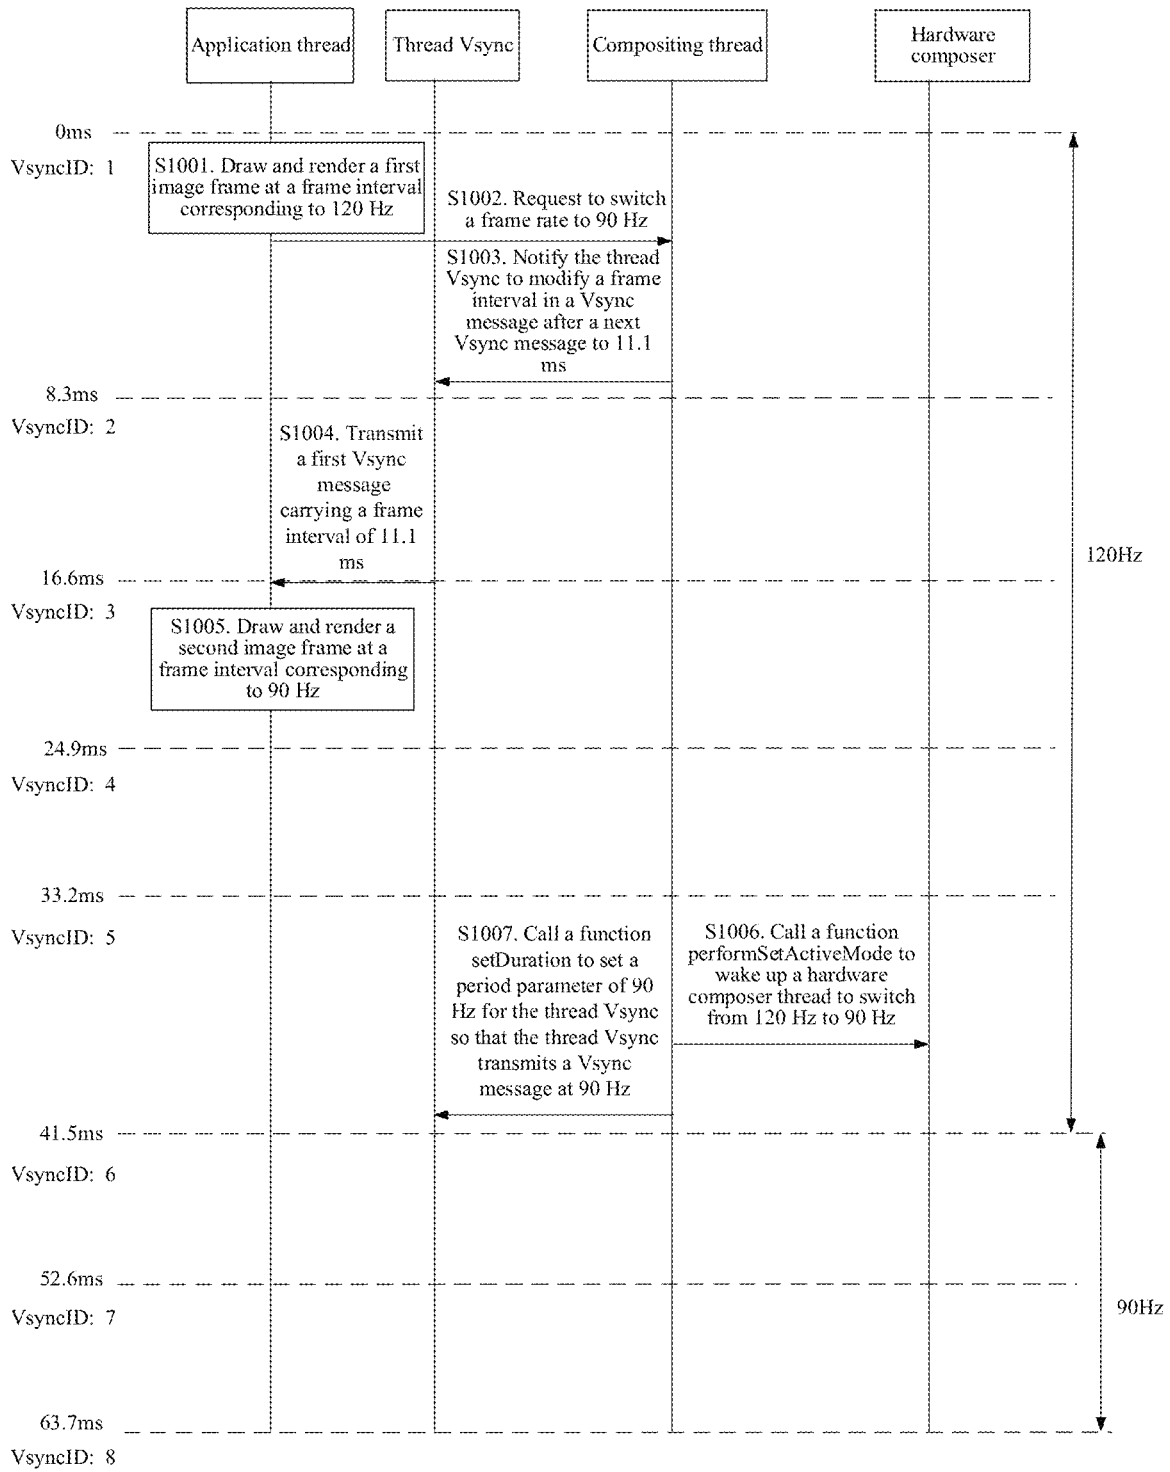 Application thread
Thread Vsync
Compositing thread
Hardware
composer
0ms
VsyncID: 1
S1001. Draw and render a first
image frame at a frame interval
corresponding to 120 Hz
S1002. Request to switch
a frame rate to 90 Hz
S1003. Notify the thread
Vsync to modify a frame
interval in a Vsync
message after a next
Vsync message to 11.1
ms
8.3ms
VsyncID: 2
S1004. Transmit
a first Vsync
message
carrying a frame
interval of 11.1
ms
120Hz
16.6ms
VsyncID: 3
S1005. Draw and render a
second image frame at a
frame interval corresponding
to 90 Hz
24.9ms
VsyncID: 4
33.2ms
VsyncID: 5
S1007. Call a function
setDuration to set a
period parameter of 90
Hz for the thread Vsync
so that the thread Vsync
transmits a Vsync
message at 90 Hz
S1006. Call a function
performSetActiveMode to
wake up a hardware
composer thread to switch
from 120 Hz to 90 Hz
41.5ms
VsyncID: 6
52.6ms
VsyncID: 7
90Hz
63.7ms
VsyncID: 8